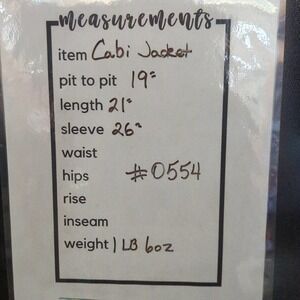 measurements
item Cabi Jacket
pit to pit 19"
length 21"
sleeve 26"
waist
hips #0554
rise
inseam
weight 1 LB 6oz